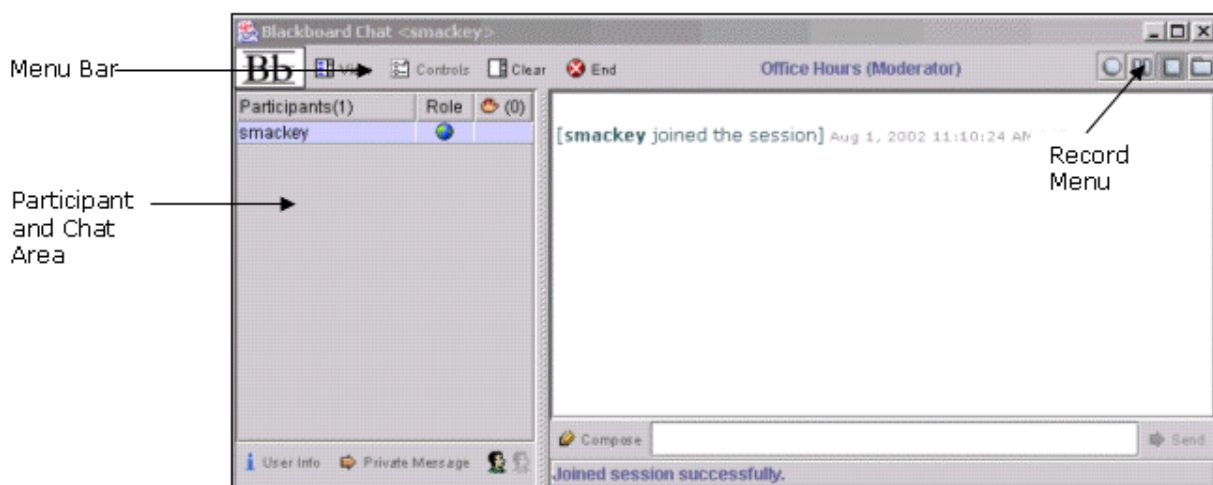 Blackboard Chat <smackey>
Menu Bar
Bb
Controls
Clear
End
Office Hours (Moderator)
Participants(1)
Role
(0)
smackey
[smackey joined the session] Aug 1, 2002 11:10:24 AM
Record
Menu
Participant
and Chat
Area
Compose
Send
User Info
Private Message
Joined session successfully.